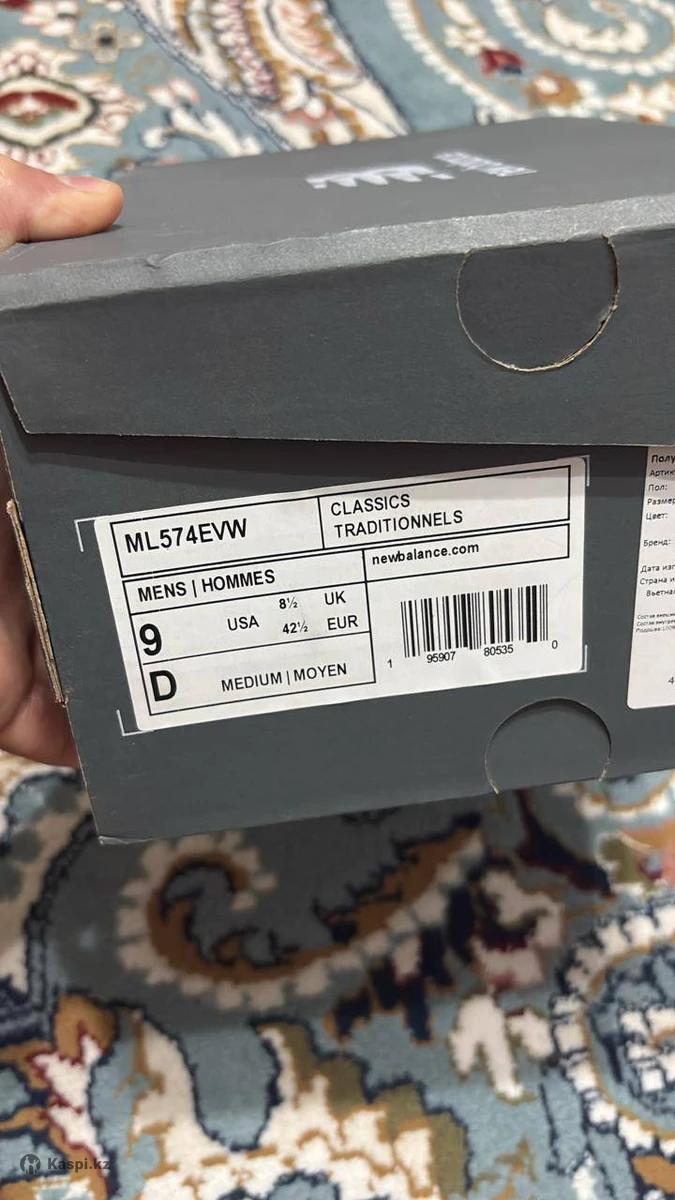 ML574EVW
CLASSICS
TRADITIONNELS
MENS | HOMMES
newbalance.com
9
USA
8½ UK
42½ EUR
D
MEDIUM | MOYEN
1 95907 80535 0
Полу
Артик
Пол:
Размер
Цвет:
Бренд:
Дата изг
Страна и
Вьетна
4
Kaspi.kz